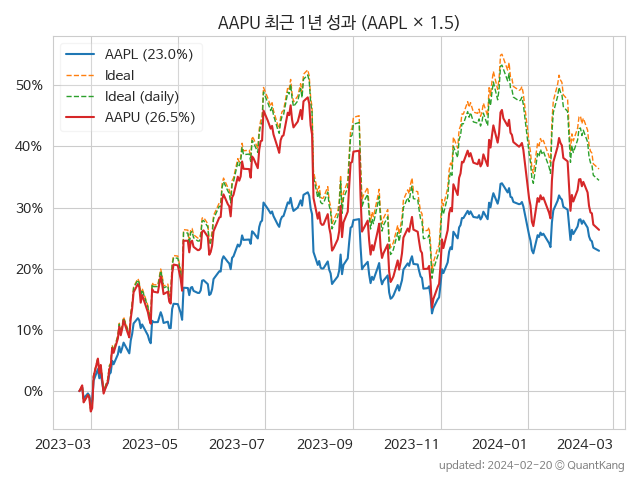 AAPU 최근 1년 성과 (AAPL × 1.5)
AAPL (23.0%)
Ideal
Ideal (daily)
AAPU (26.5%)
50%
40%
30%
20%
10%
0%
2023-03 2023-05 2023-07 2023-09 2023-11 2024-01 2024-03
updated: 2024-02-20 © QuantKang